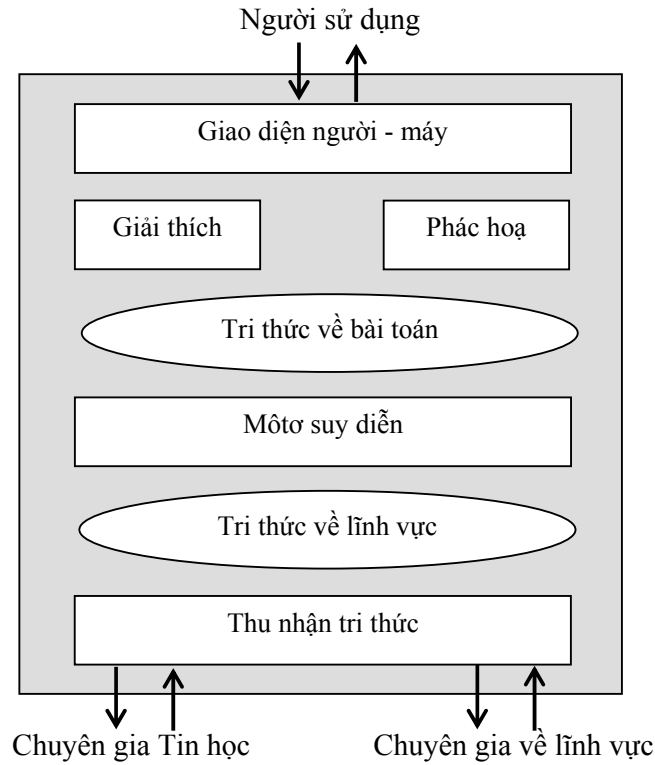 Người sử dụng
Giao diện người - máy
Giải thích
Phác hoạ
Tri thức về bài toán
Môtơ suy diễn
Tri thức về lĩnh vực
Thu nhận tri thức
Chuyên gia Tin học
Chuyên gia về lĩnh vực